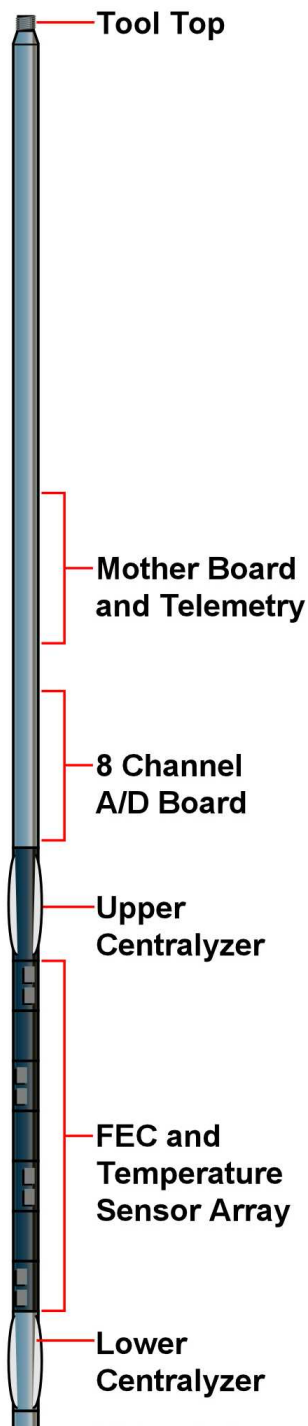 Tool Top
Mother Board
and Telemetry
8 Channel
A/D Board
Upper
Centralyzer
FEC and
Temperature
Sensor Array
Lower
Centralyzer